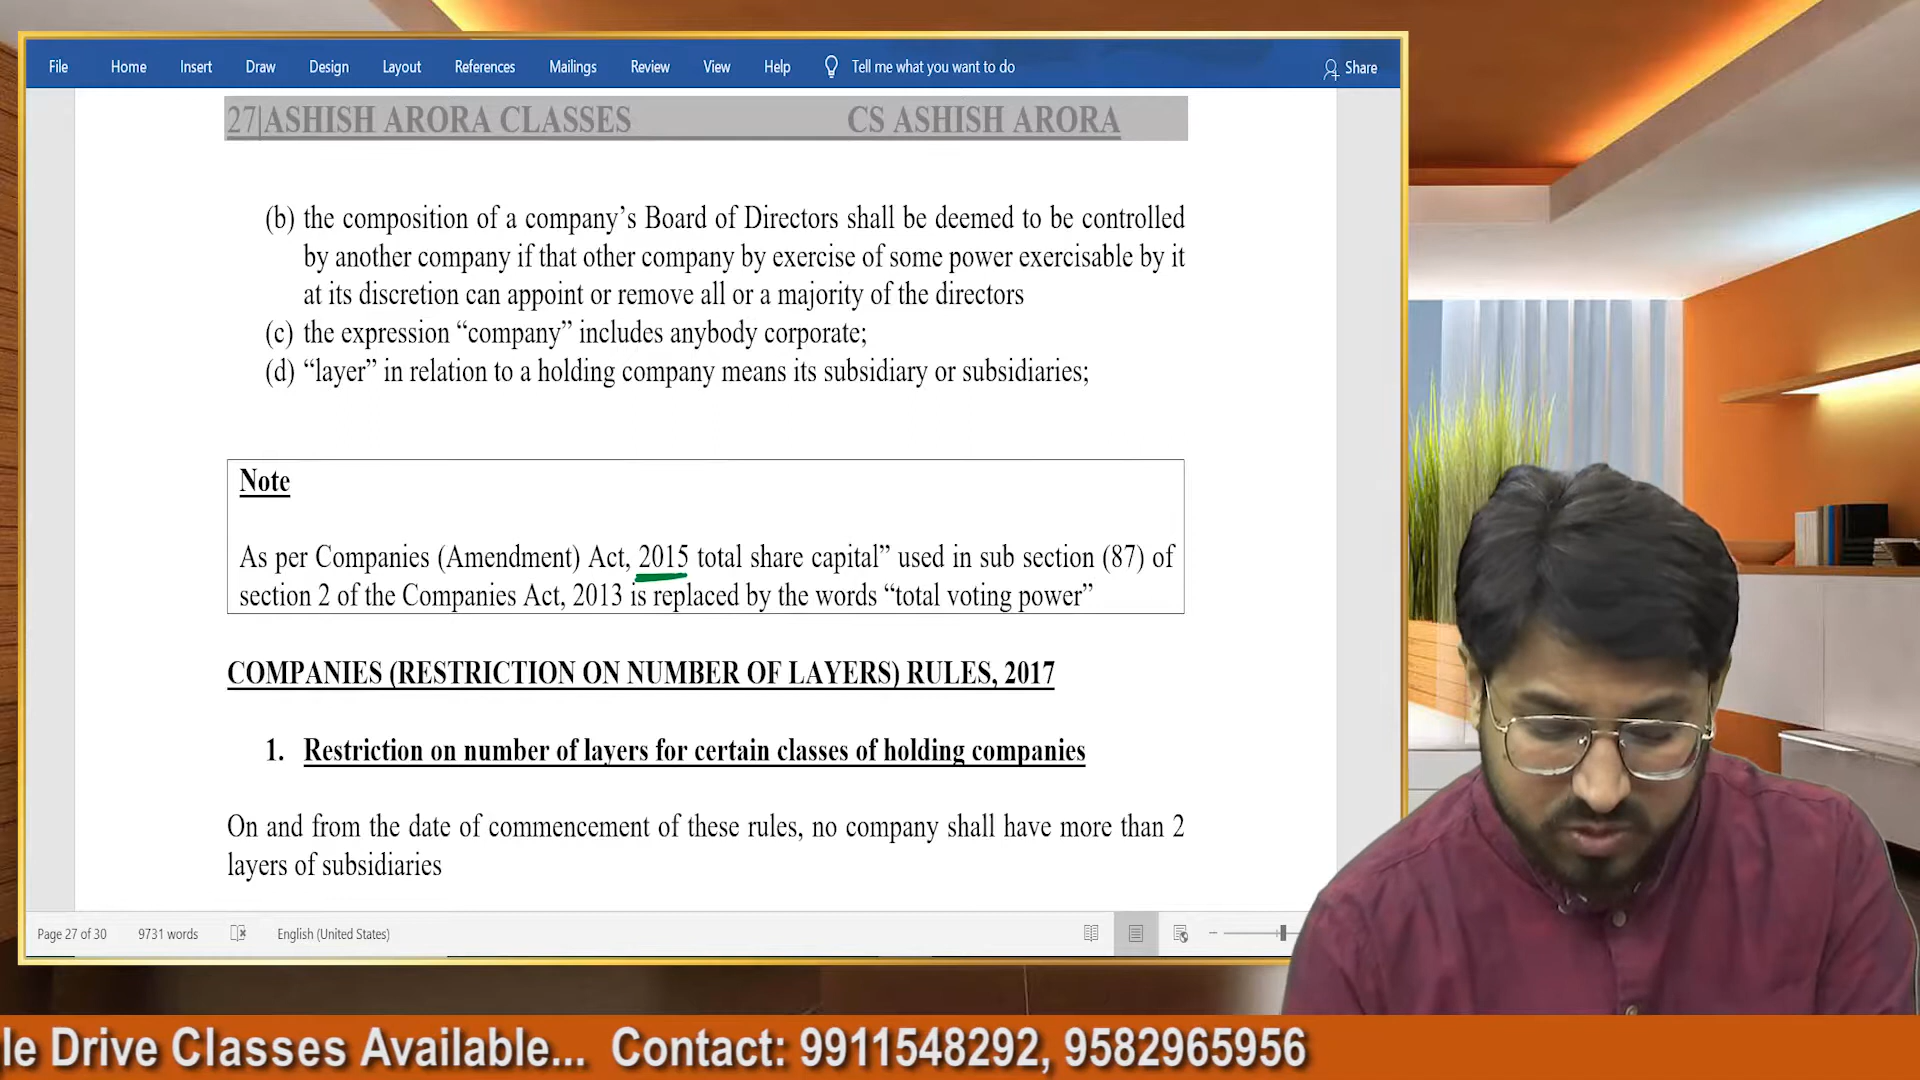 File Home Insert Draw Design Layout References Mailings Review View Help Tell me what you want to do Share
27|ASHISH ARORA CLASSES CS ASHISH ARORA
(b) the composition of a company’s Board of Directors shall be deemed to be controlled
by another company if that other company by exercise of some power exercisable by it
at its discretion can appoint or remove all or a majority of the directors
(c) the expression “company” includes anybody corporate;
(d) “layer” in relation to a holding company means its subsidiary or subsidiaries;
Note
As per Companies (Amendment) Act, 2015 total share capital” used in sub section (87) of
section 2 of the Companies Act, 2013 is replaced by the words “total voting power”
COMPANIES (RESTRICTION ON NUMBER OF LAYERS) RULES, 2017
1. Restriction on number of layers for certain classes of holding companies
On and from the date of commencement of these rules, no company shall have more than 2
layers of subsidiaries
Page 27 of 30 9731 words English (United States)
le Drive Classes Available... Contact: 9911548292, 9582965956